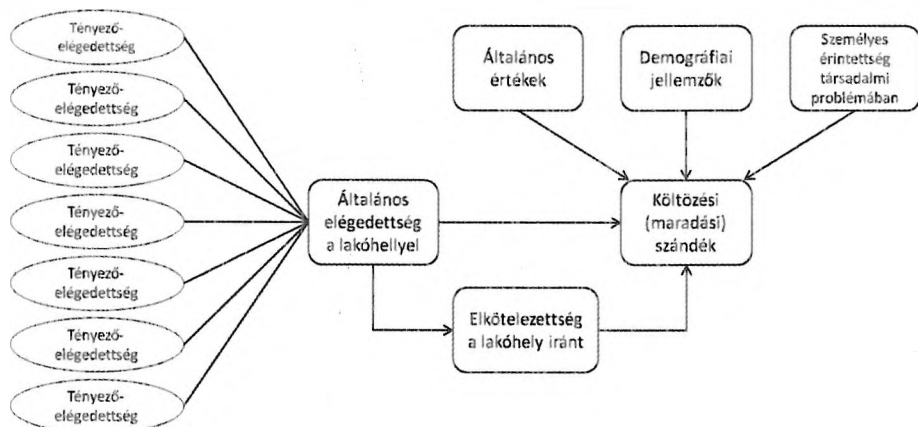 Tényező-
elégedettség
Tényező-
elégedettség
Tényező-
elégedettség
Tényező-
elégedettség
Tényező-
elégedettség
Tényező-
elégedettség
Tényező-
elégedettség
Általános
elégedettség
a lakóhellyel
Általános
értékek
Demográfiai
jellemzők
Személyes
érintettség
társadalmi
problémában
Költözési
(maradási)
szándék
Elkötelezettség
a lakóhely iránt